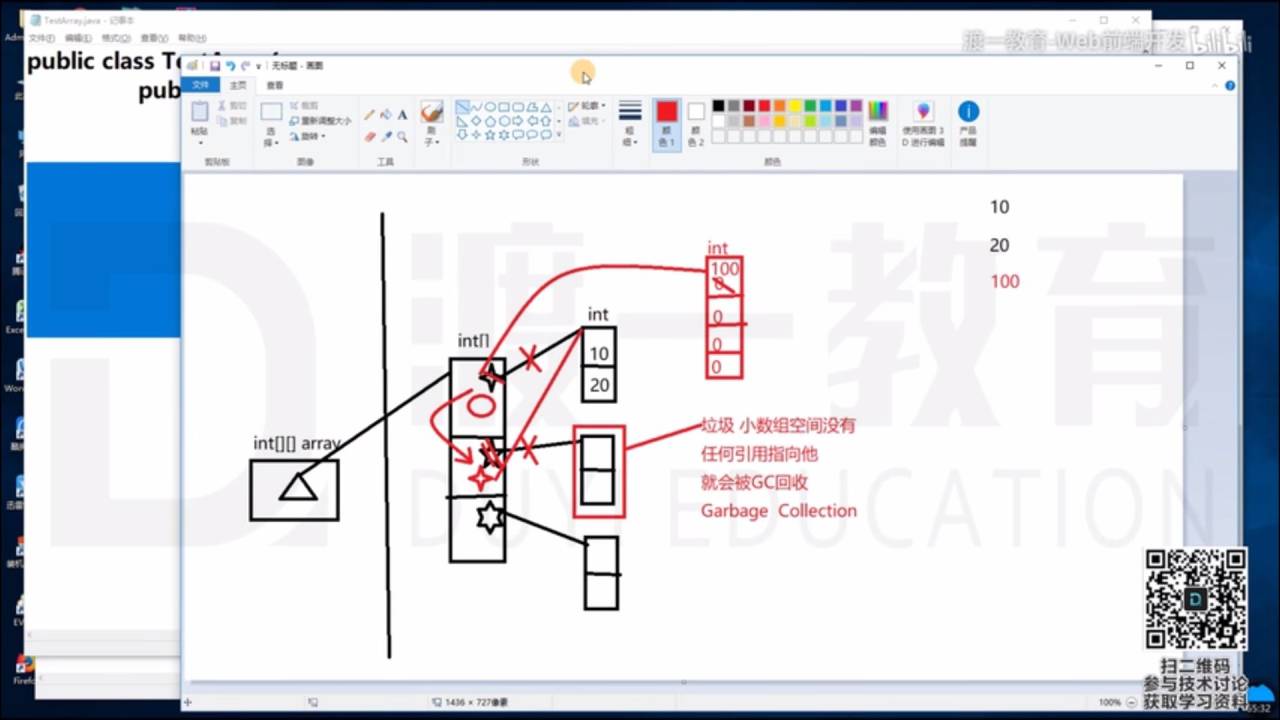 TestArray.java - 记事本
文件(F) 编辑(E) 格式(O) 查看(V) 帮助(H)
渡一教育-Web前端开发 bilibili
public class
pub
无标题 - 画图
文件 主页 查看
粘贴
剪切
复制
剪贴板
选择
裁剪
重新调整大小
旋转
图像
A
工具
刷子
形状
轮廓
填充
粗细
颜色 1
颜色 2
颜色
编辑颜色
使用画图 3D 进行编辑
产品提醒
10
20
100
int
100
0
0
0
0
int
10
20
int[]
int[][] array
垃圾 小数组空间没有
任何引用指向他
就会被GC回收
Garbage Collection
渡一教育
DUYI EDUCATION
扫二维码
参与技术讨论
获取学习资料
1436 × 727像素
100%